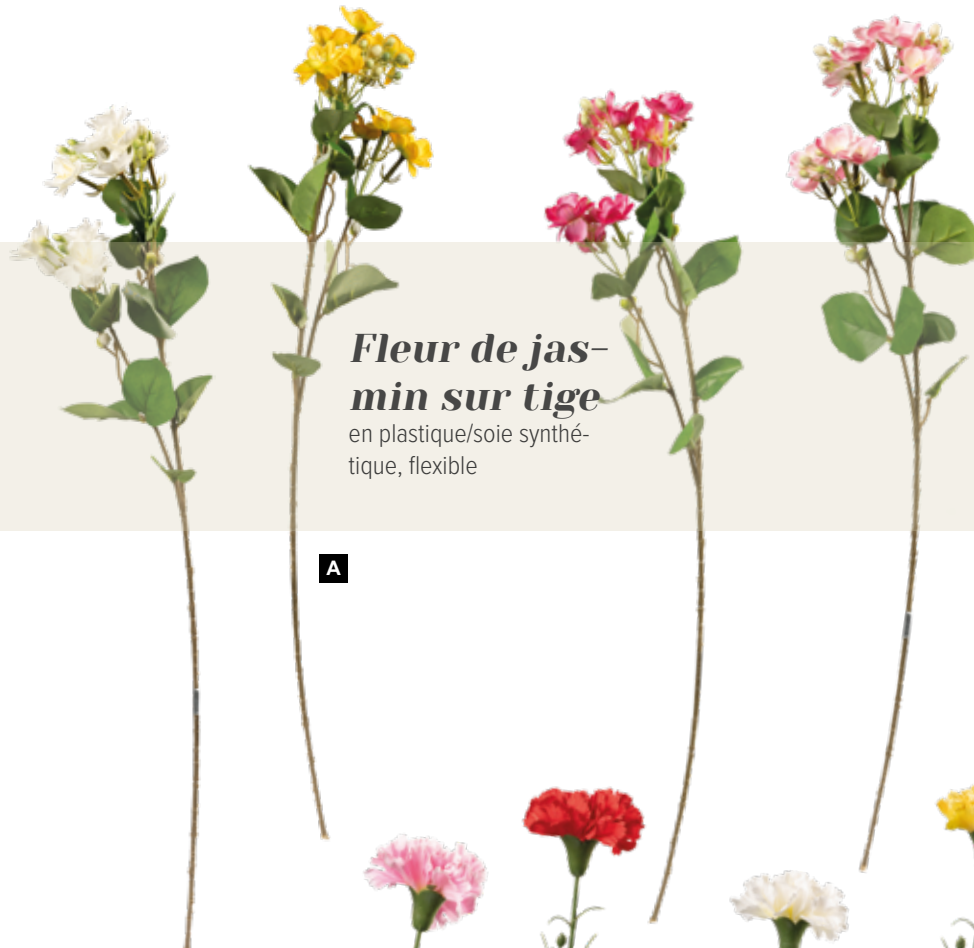 Fleur de jas-
min sur tige
en plastique/soie synthé-
tique, flexible
A